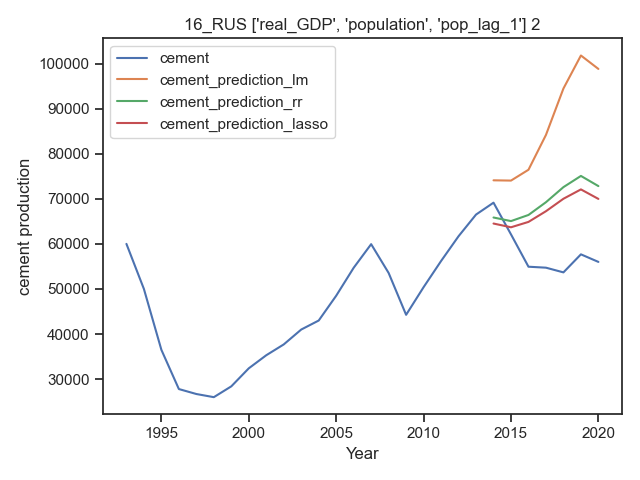 16_RUS ['real_GDP', 'population', 'pop_lag_1'] 2
cement
cement_prediction_lm
cement_prediction_rr
cement_prediction_lasso
100000
90000
80000
70000
60000
50000
40000
30000
cement production
1995 2000 2005 2010 2015 2020
Year